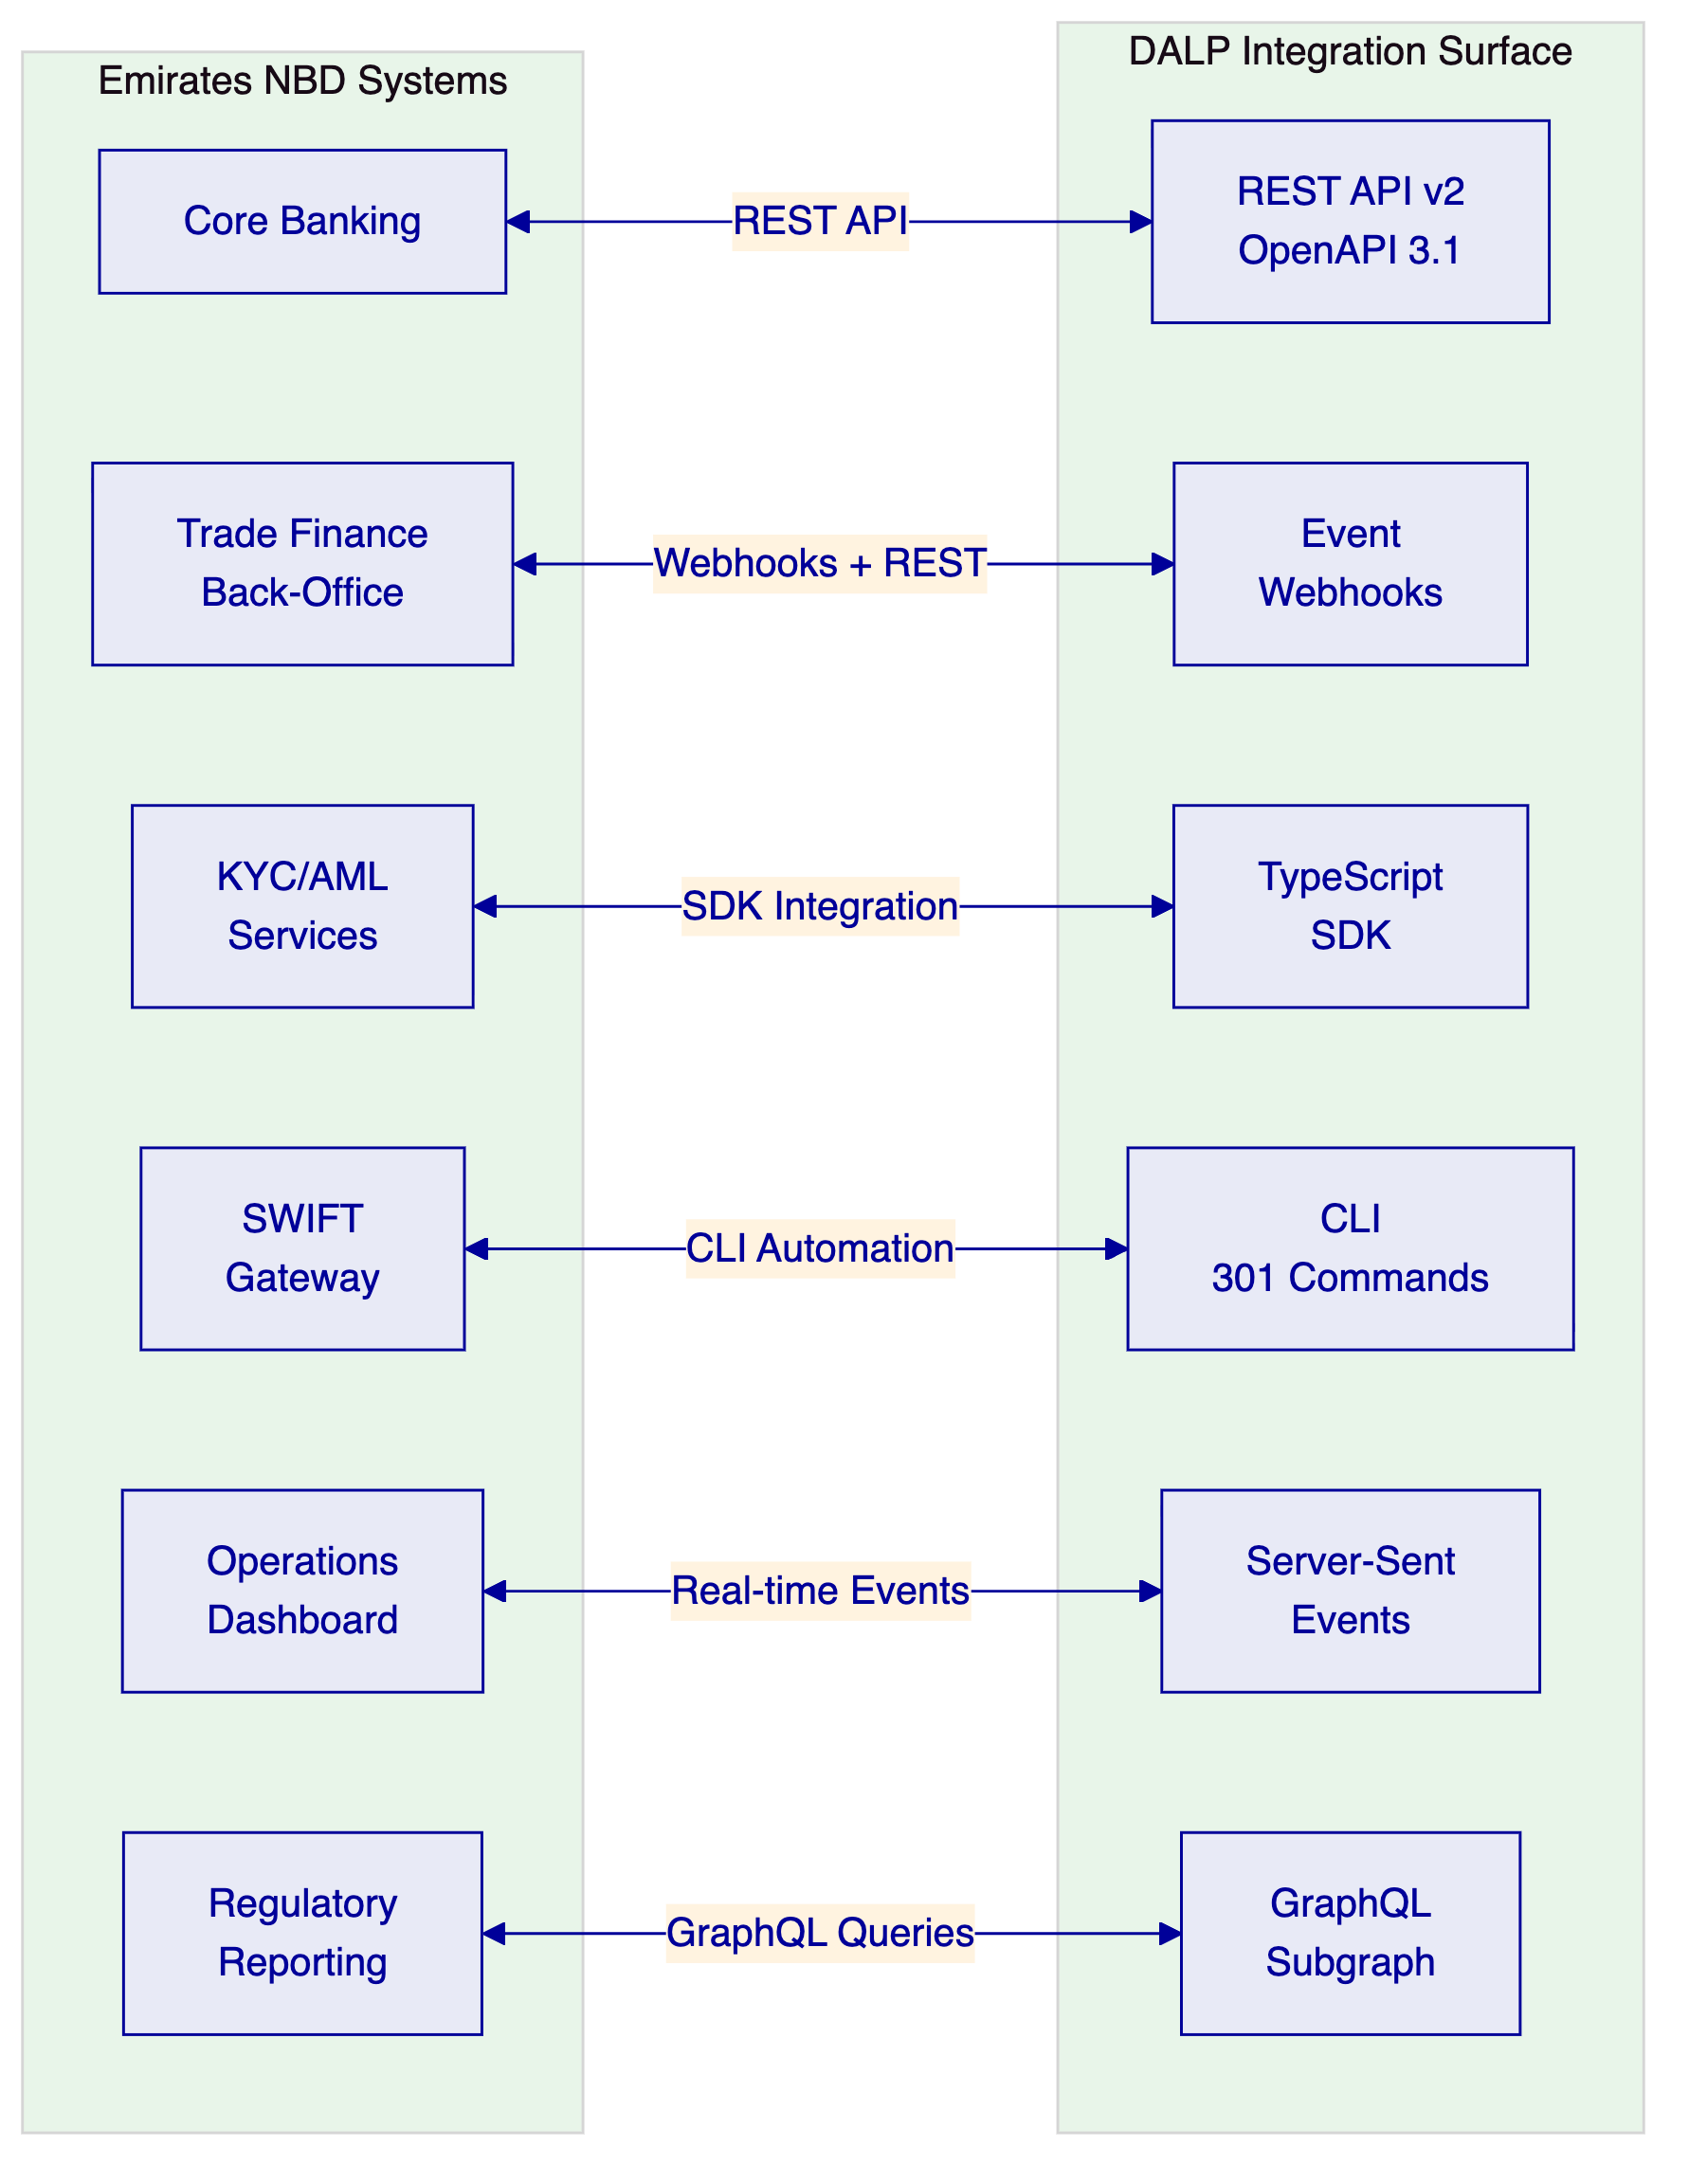 Emirates NBD Systems
DALP Integration Surface
Core Banking
REST API
REST API v2
OpenAPI 3.1
Trade Finance
Back-Office
Webhooks + REST
Event
Webhooks
KYC/AML
Services
SDK Integration
TypeScript
SDK
SWIFT
Gateway
CLI Automation
CLI
301 Commands
Operations
Dashboard
Real-time Events
Server-Sent
Events
Regulatory
Reporting
GraphQL Queries
GraphQL
Subgraph